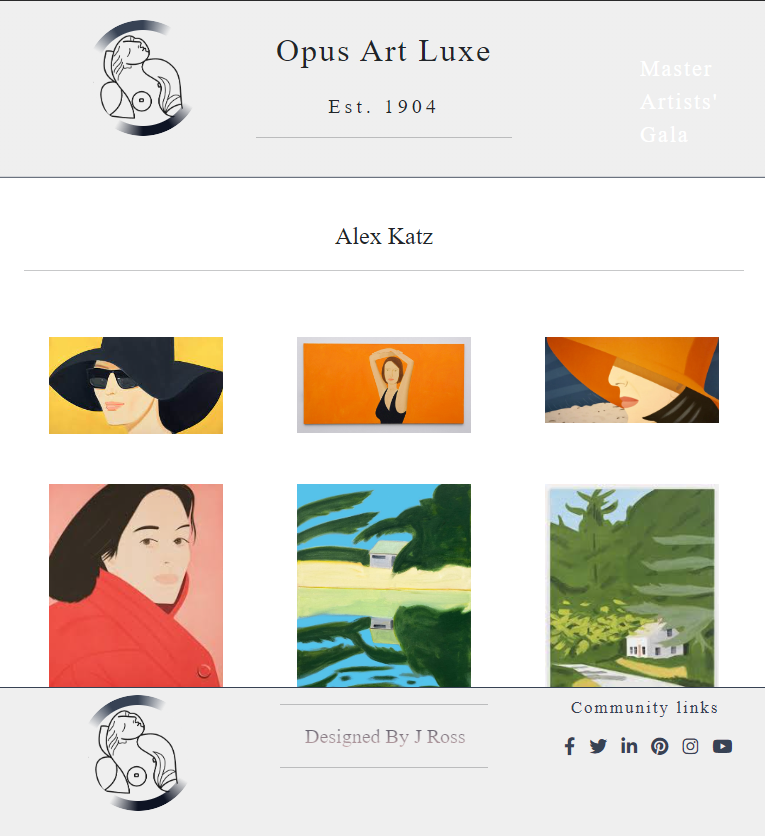 Opus Art Luxe
Est. 1904
Master
Artists'
Gala
Alex Katz
Designed By J Ross
Community links